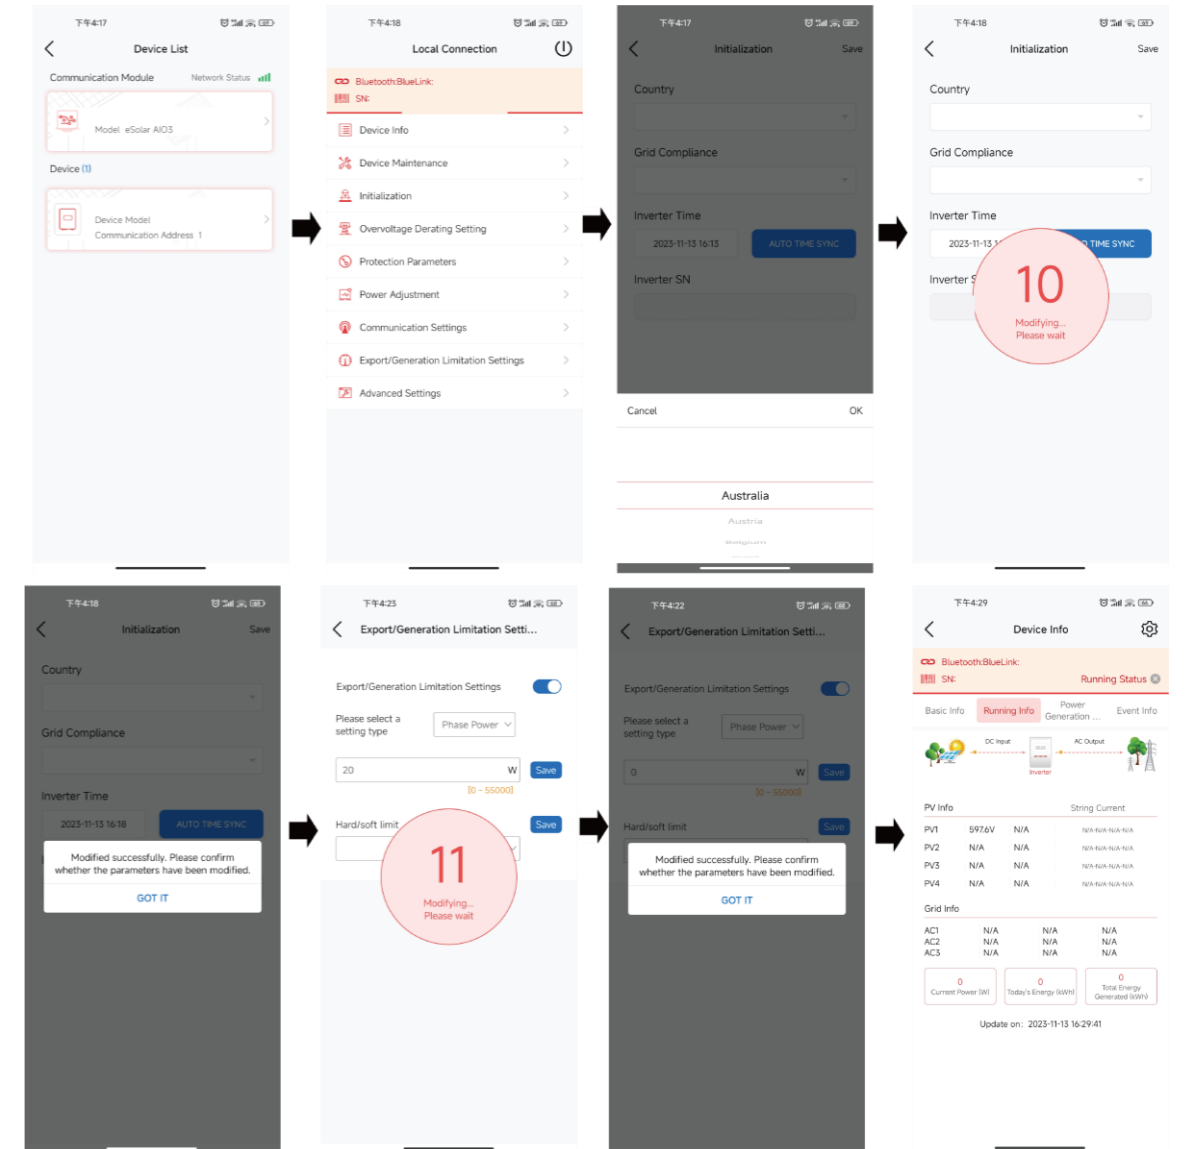 下午4:17
Device List
Communication Module Network Status
Model eSolar AIO3
Device (1)
Device Model
Communication Address 1
下午4:18
Local Connection
Bluetooth:BlueLink:
SN:
Device Info
Device Maintenance
Initialization
Overvoltage Derating Setting
Protection Parameters
Power Adjustment
Communication Settings
Export/Generation Limitation Settings
Advanced Settings
下午4:17
Initialization Save
Country
Grid Compliance
Inverter Time
2023-11-13 16:13 AUTO TIME SYNC
Inverter SN
Cancel OK
Australia
Austria
Belgium
下午4:18
Initialization Save
Country
Grid Compliance
Inverter Time
2023-11-13 TIME SYNC
Inverter S
10
Modifying...
Please wait
下午4:18
Initialization Save
Country
Grid Compliance
Inverter Time
2023-11-13 16:18 AUTO TIME SYNC
Modified successfully. Please confirm
whether the parameters have been modified.
GOT IT
下午4:23
Export/Generation Limitation Setti...
Export/Generation Limitation Settings
Please select a
setting type
Phase Power
20 W Save
[0 ~ 55000]
Hard/soft limit Save
11
Modifying...
Please wait
下午4:22
Export/Generation Limitation Setti...
Export/Generation Limitation Settings
Please select a
setting type
Phase Power
0 W Save
[0 ~ 55000]
Hard/soft limit Save
Modified successfully. Please confirm
whether the parameters have been modified.
GOT IT
下午4:29
Device Info
Bluetooth:BlueLink:
SN: Running Status
Basic Info Running Info Power Generation ... Event Info
DC Input AC Output
Inverter
PV Info String Current
PV1 597.6V N/A N/A-N/A-N/A-N/A
PV2 N/A N/A N/A-N/A-N/A-N/A
PV3 N/A N/A N/A-N/A-N/A-N/A
PV4 N/A N/A N/A-N/A-N/A-N/A
Grid Info
AC1 N/A N/A N/A
AC2 N/A N/A N/A
AC3 N/A N/A N/A
0 0 0
Current Power (W) Today's Energy (kWh) Total Energy Generated (kWh)
Update on: 2023-11-13 16:29:41